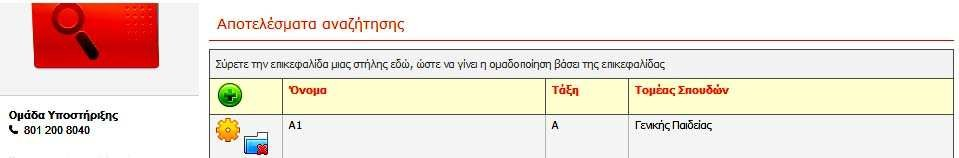 Αποτελέσματα αναζήτησης
Σύρετε την επικεφαλίδα μιας στήλης εδώ, ώστε να γίνει η ομαδοποίηση βάσει της επικεφαλίδας
Όνομα Τάξη Τομέας Σπουδών
A1 A Γενικής Παιδείας
Ομάδα Υποστήριξης
801 200 8040